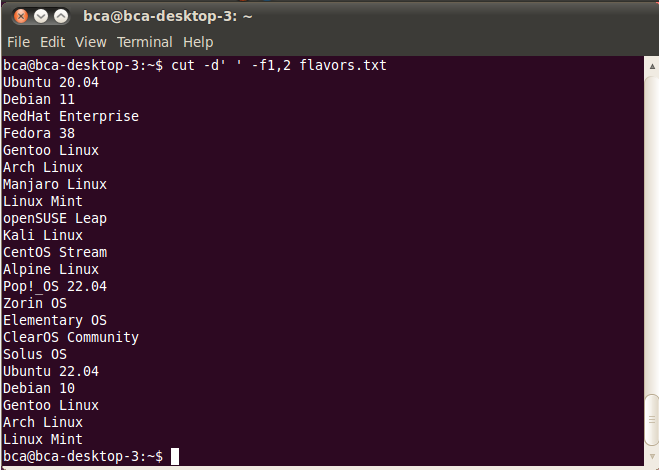 bca@bca-desktop-3: ~
File Edit View Terminal Help
bca@bca-desktop-3:~$ cut -d' ' -f1,2 flavors.txt
Ubuntu 20.04
Debian 11
RedHat Enterprise
Fedora 38
Gentoo Linux
Arch Linux
Manjaro Linux
Linux Mint
openSUSE Leap
Kali Linux
CentOS Stream
Alpine Linux
Pop!_OS 22.04
Zorin OS
Elementary OS
ClearOS Community
Solus OS
Ubuntu 22.04
Debian 10
Gentoo Linux
Arch Linux
Linux Mint
bca@bca-desktop-3:~$